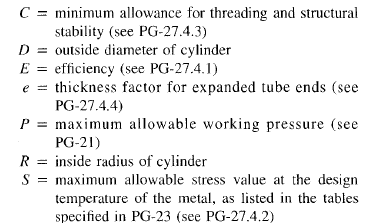 C = minimum allowance for threading and structural
stability (see PG-27.4.3)
D = outside diameter of cylinder
E = efficiency (see PG-27.4.1)
e = thickness factor for expanded tube ends (see
PG-27.4.4)
P = maximum allowable working pressure (see
PG-21)
R = inside radius of cylinder
S = maximum allowable stress value at the design
temperature of the metal, as listed in the tables
specified in PG-23 (see PG-27.4.2)